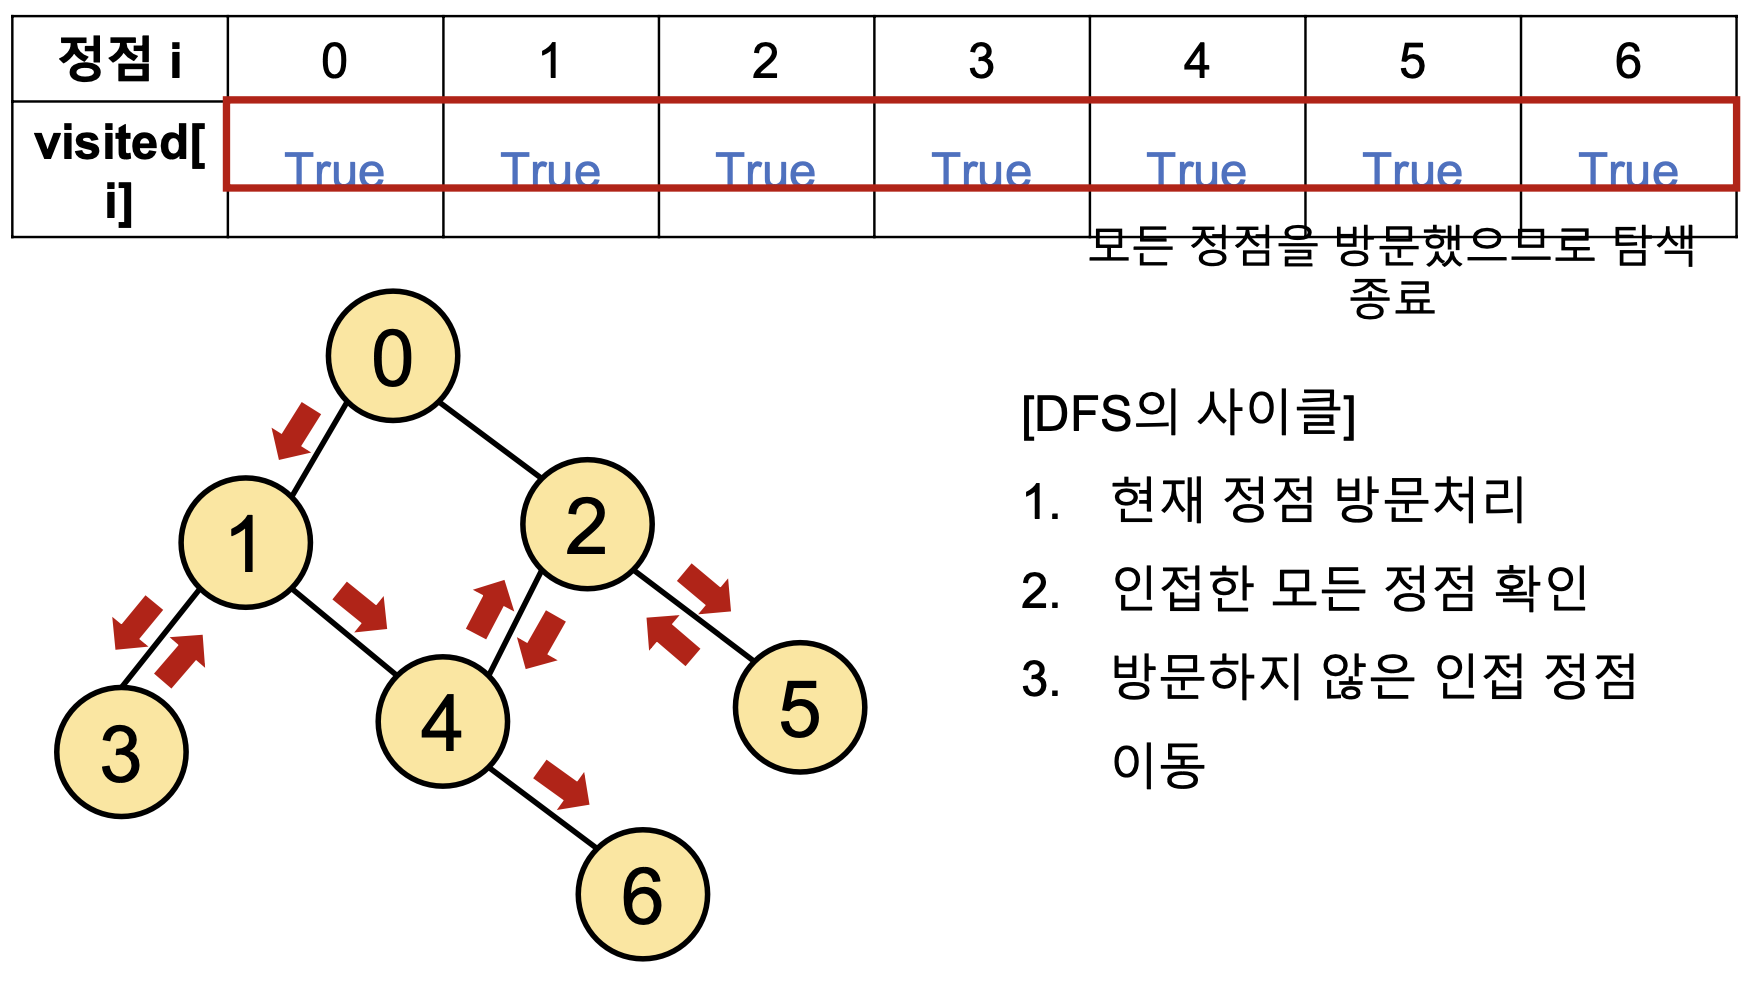 정점 i 0 1 2 3 4 5 6
visited[ True True True True True True True
i]
모든 정점을 방문했으므로 탐색
종료
[DFS의 사이클]
1. 현재 정점 방문처리
2. 인접한 모든 정점 확인
3. 방문하지 않은 인접 정점
이동
0
1
2
3
4
5
6